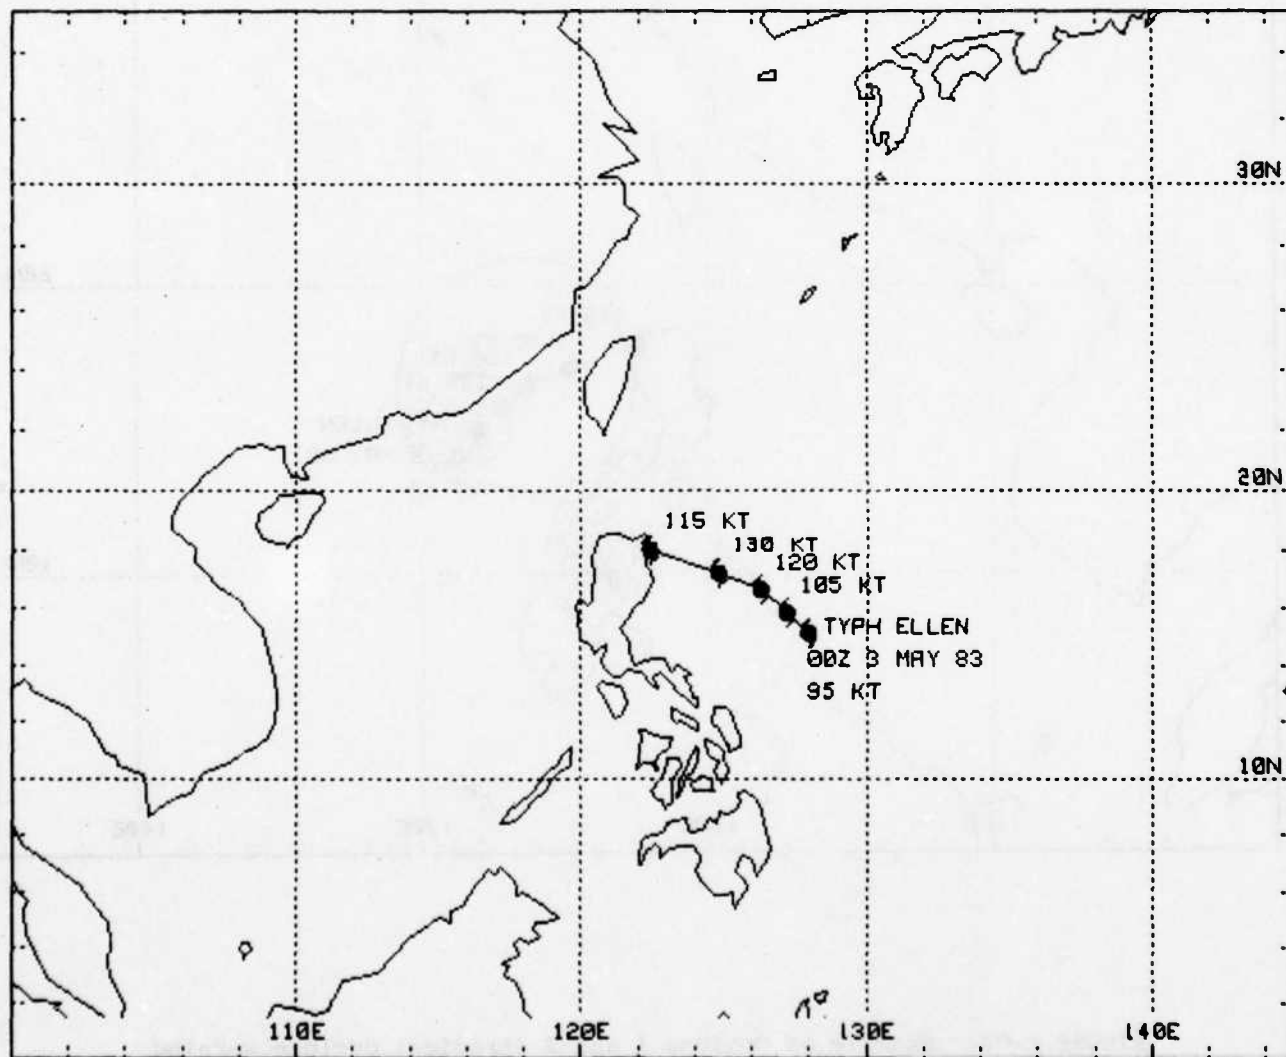 30N
20N
115 KT
130 KT
120 KT
105 KT
TYPH ELLEN
00Z 3 MAY 83
95 KT
10N
110E 120E 130E 140E